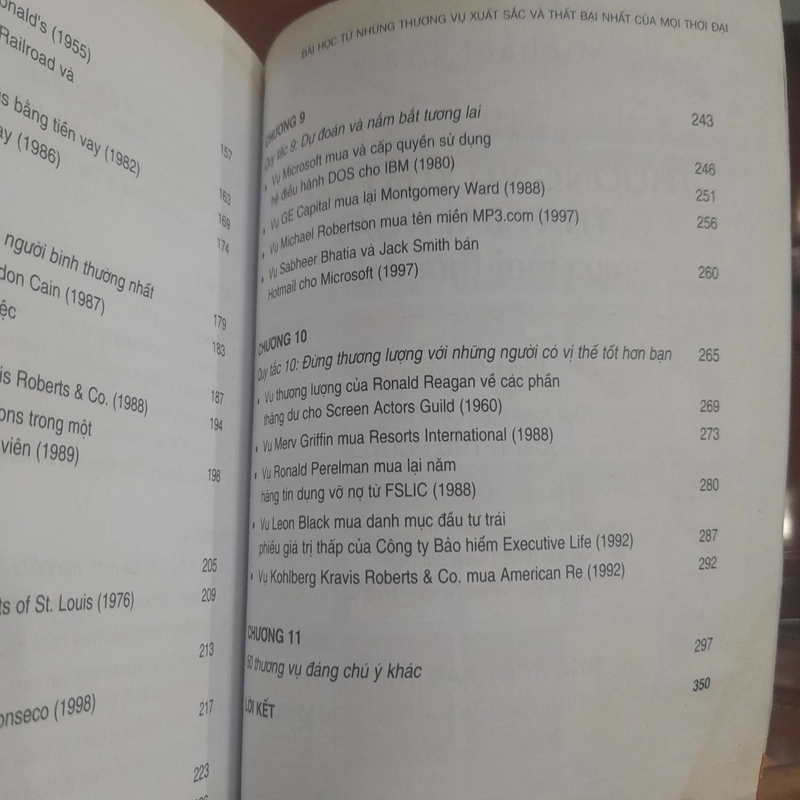 onald's (1955)
Railroad và
s bằng tiền vay (1982)
157
ay (1986)
163
169
174
người bình thường nhất
don Cain (1987)
179
ệc
183
is Roberts & Co. (1988)
187
ons trong một
194
viên (1989)
198
205
ts of St. Louis (1976)
209
213
onseco (1998)
217
223
BÀI HỌC TỪ NHỮNG THƯƠNG VỤ XUẤT SẮC VÀ THẤT BẠI NHẤT CỦA MỌI THỜI ĐẠI
CHƯƠNG 9
Quy tắc 9: Dự đoán và nắm bắt tương lai 243
• Vụ Microsoft mua và cấp quyền sử dụng
hệ điều hành DOS cho IBM (1980) 246
• Vụ GE Capital mua lại Montgomery Ward (1988) 251
• Vụ Michael Robertson mua tên miền MP3.com (1997) 256
• Vụ Sabheer Bhatia và Jack Smith bán
Hotmail cho Microsoft (1997) 260
CHƯƠNG 10
Quy tắc 10: Đừng thương lượng với những người có vị thế tốt hơn bạn 265
• Vụ thương lượng của Ronald Reagan về các phần
thặng dư cho Screen Actors Guild (1960) 269
• Vụ Merv Griffin mua Resorts International (1988) 273
• Vụ Ronald Perelman mua lại năm
hãng tín dụng vỡ nợ từ FSLIC (1988) 280
• Vụ Leon Black mua danh mục đầu tư trái
phiếu giá trị thấp của Công ty Bảo hiểm Executive Life (1992) 287
• Vụ Kohlberg Kravis Roberts & Co. mua American Re (1992) 292
CHƯƠNG 11
50 thương vụ đáng chú ý khác 297
LỜI KẾT 350